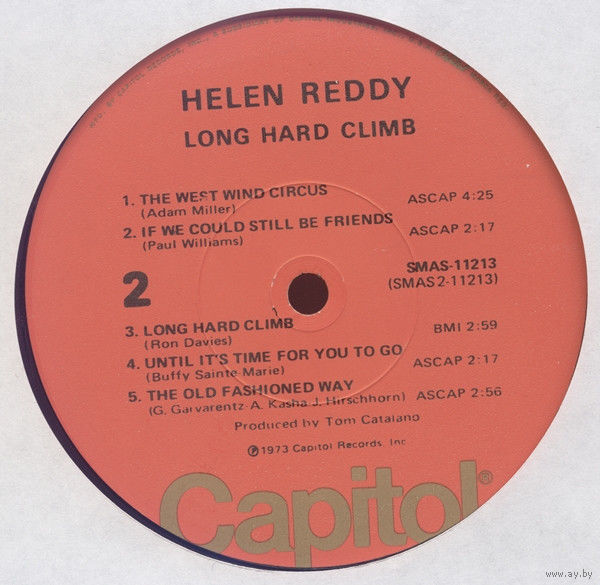 HELEN REDDY
LONG HARD CLIMB
1. THE WEST WIND CIRCUS ASCAP 4:25
(Adam Miller)
2. IF WE COULD STILL BE FRIENDS ASCAP 2:17
(Paul Williams)
2
SMAS-11213
(SMAS2-11213)
3. LONG HARD CLIMB BMI 2:59
(Ron Davies)
4. UNTIL IT'S TIME FOR YOU TO GO ASCAP 2:17
(Buffy Sainte-Marie)
5. THE OLD FASHIONED WAY ASCAP 2:56
(G. Garvarentz-A. Kasha-J. Hirschhorn)
Produced by Tom Catalano
℗1973 Capitol Records, Inc
Capitol®
www.ay.by